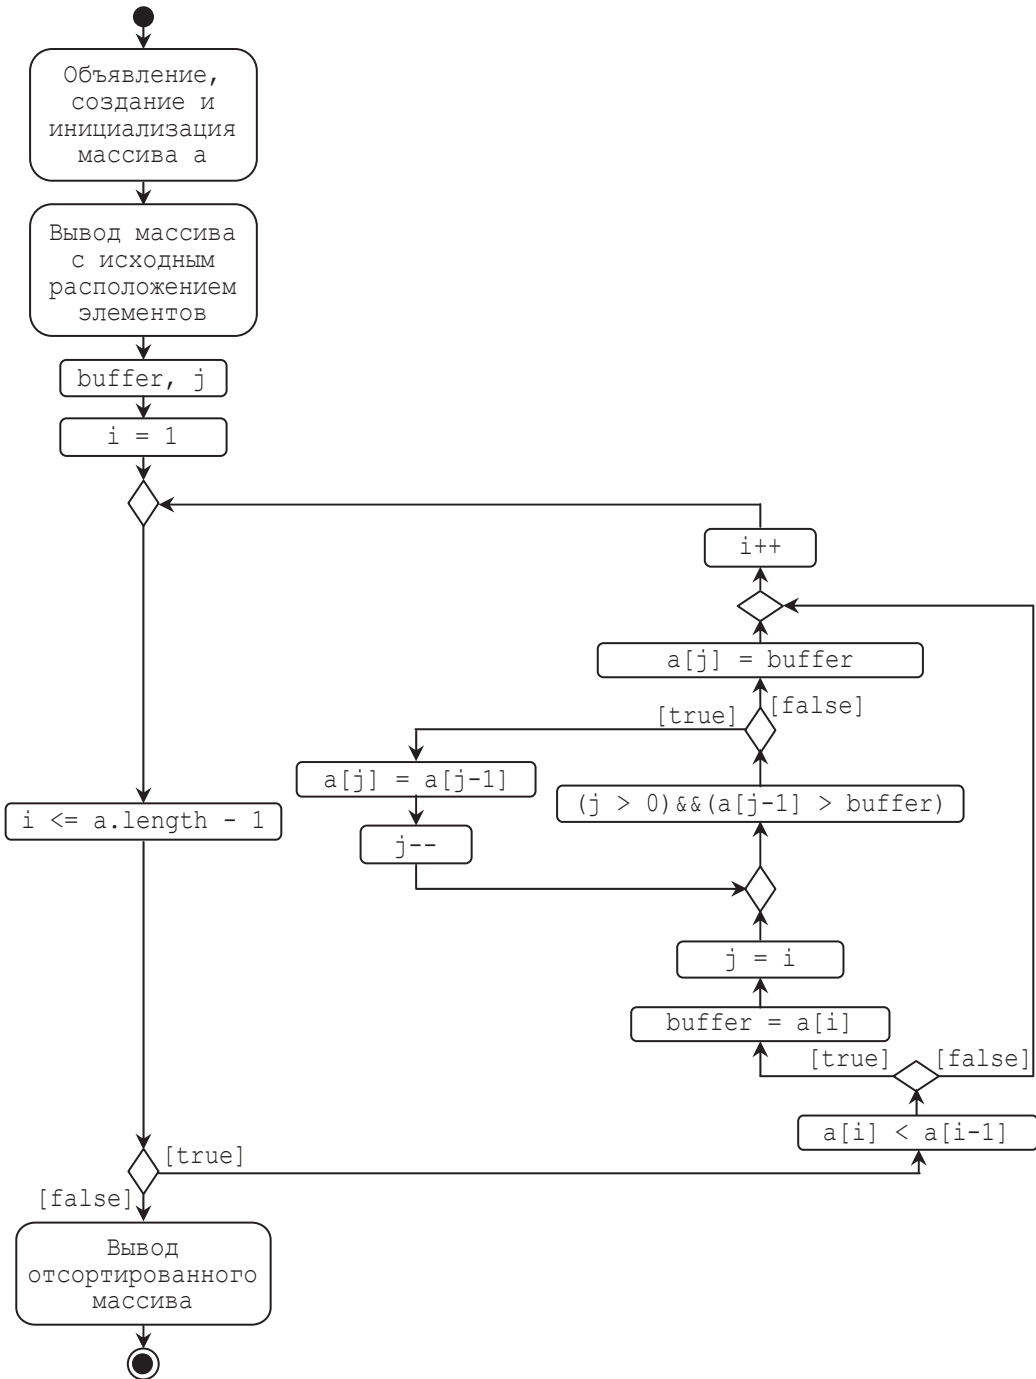 Объявление,
создание и
инициализация
массива a
Вывод массива
с исходным
расположением
элементов
buffer, j
i = 1
i++
a[j] = buffer
[true]
[false]
a[j] = a[j-1]
(j > 0)&&(a[j-1] > buffer)
i <= a.length - 1
j--
j = i
buffer = a[i]
[true]
[false]
a[i] < a[i-1]
[true]
[false]
Вывод
отсортированного
массива